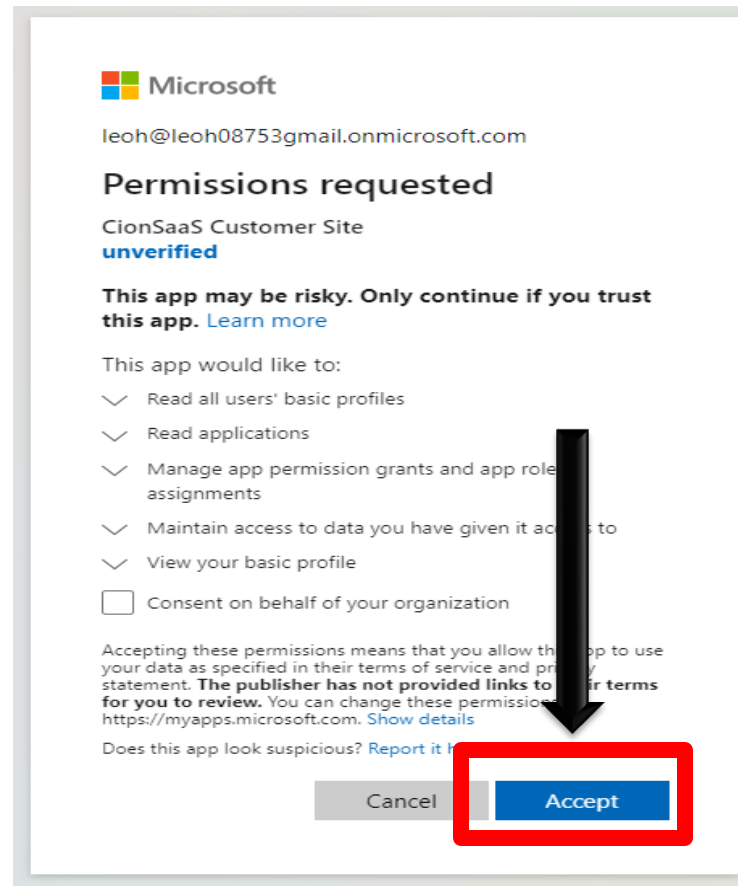 Microsoft
leoh@leoh08753gmail.onmicrosoft.com
Permissions requested
CionSaaS Customer Site
unverified
This app may be risky. Only continue if you trust
this app. Learn more
This app would like to:
Read all users' basic profiles
Read applications
Manage app permission grants and app role
assignments
Maintain access to data you have given it to
View your basic profile
Consent on behalf of your organization
Accepting these permissions means that you allow to use
your data as specified in their terms of service and
statement. The publisher has not provided links to terms
for you to review. You can change these
https://myapps.microsoft.com. Show details
Does this app look suspicious? Report it
Cancel
Accept